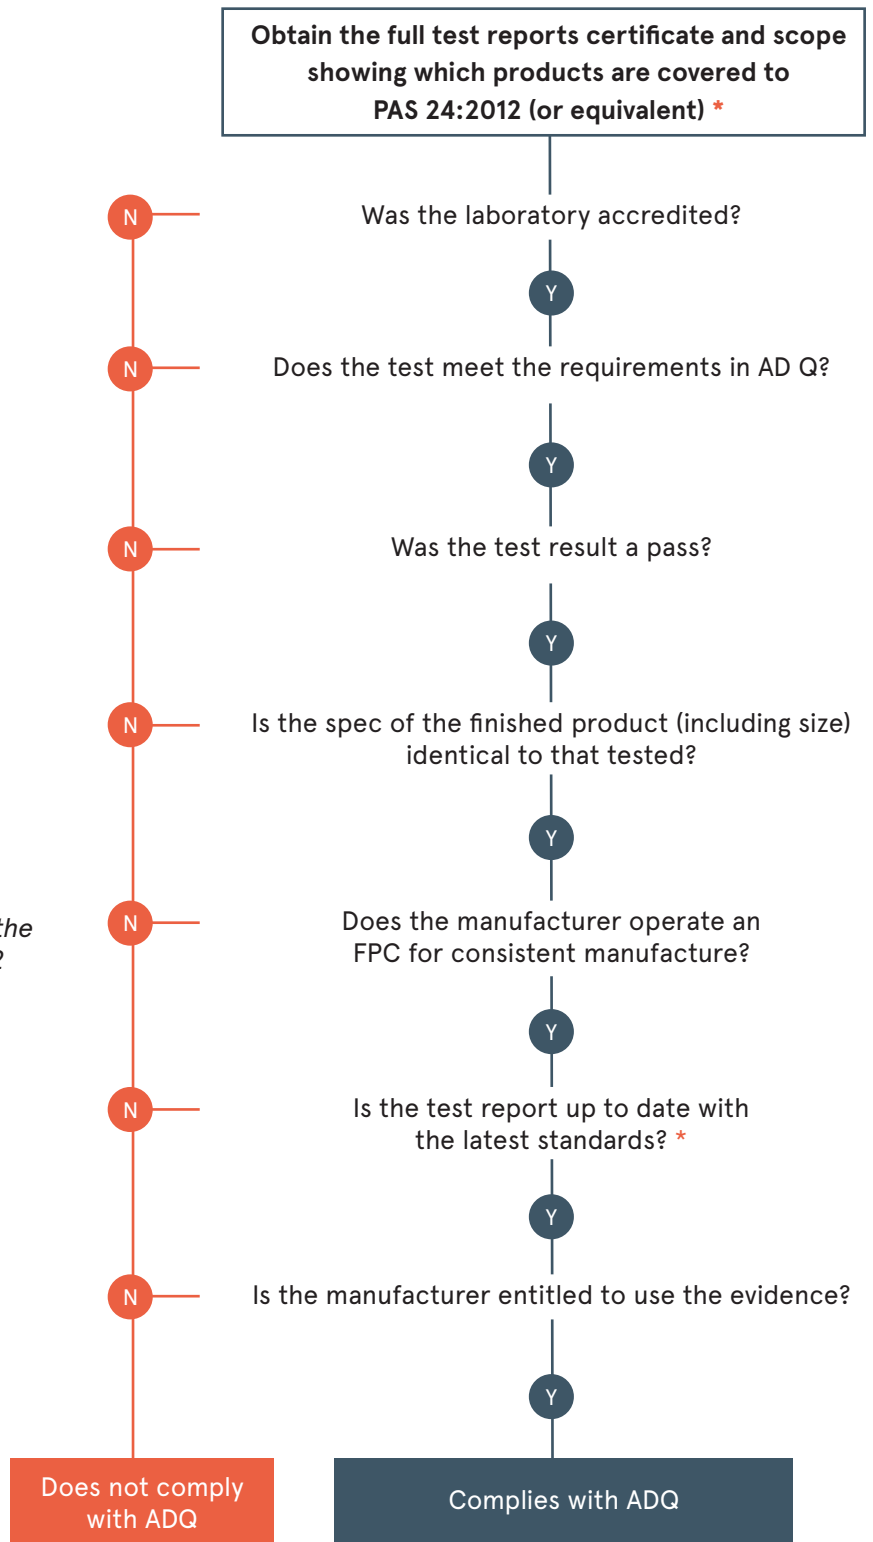 Obtain the full test reports certificate and scope
showing which products are covered to
PAS 24:2012 (or equivalent) *
N
Was the laboratory accredited?
Y
N
Does the test meet the requirements in AD Q?
Y
N
Was the test result a pass?
Y
N
Is the spec of the finished product (including size)
identical to that tested?
Y
the
N
Does the manufacturer operate an
FPC for consistent manufacture?
Y
N
Is the test report up to date with
the latest standards? *
Y
N
Is the manufacturer entitled to use the evidence?
Y
Does not comply
with ADQ
Complies with ADQ